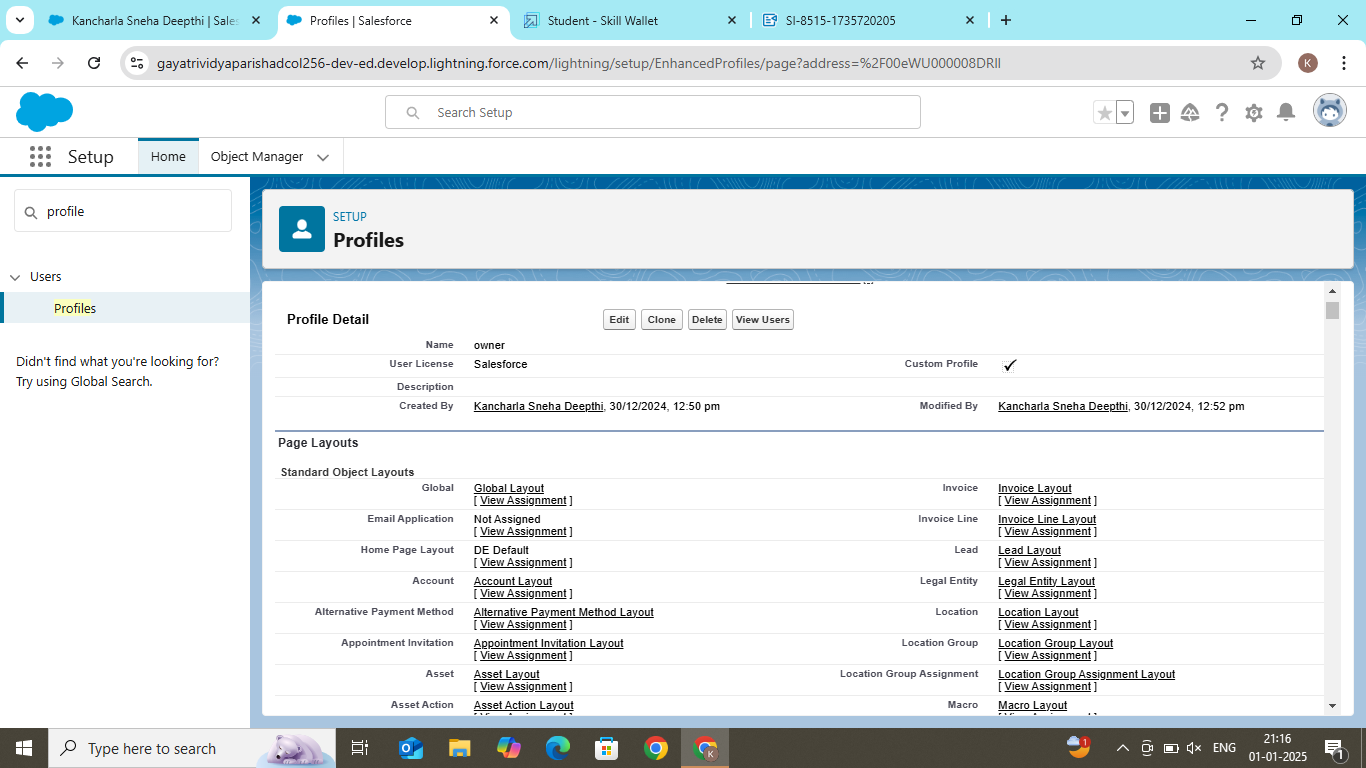 Kancharla Sneha Deepthi | Sales
Profiles | Salesforce
Student - Skill Wallet
SI-8515-1735720205
gayatrividyaparishadcol256-dev-ed.develop.lightning.force.com/lightning/setup/EnhancedProfiles/page?address=%2F00eWU000008DRlI
K
Search Setup
Setup
Home
Object Manager
profile
Users
Profiles
Didn't find what you're looking for?
Try using Global Search.
SETUP
Profiles
Profile Detail
Edit
Clone
Delete
View Users
Name owner
User License Salesforce Custom Profile
Description
Created By Kancharla Sneha Deepthi, 30/12/2024, 12:50 pm Modified By Kancharla Sneha Deepthi, 30/12/2024, 12:52 pm
Page Layouts
Standard Object Layouts
Global Global Layout Invoice Invoice Layout
[ View Assignment ] [ View Assignment ]
Email Application Not Assigned Invoice Line Invoice Line Layout
[ View Assignment ] [ View Assignment ]
Home Page Layout DE Default Lead Lead Layout
[ View Assignment ] [ View Assignment ]
Account Account Layout Legal Entity Legal Entity Layout
[ View Assignment ] [ View Assignment ]
Alternative Payment Method Alternative Payment Method Layout Location Location Layout
[ View Assignment ] [ View Assignment ]
Appointment Invitation Appointment Invitation Layout Location Group Location Group Layout
[ View Assignment ] [ View Assignment ]
Asset Asset Layout Location Group Assignment Location Group Assignment Layout
[ View Assignment ] [ View Assignment ]
Asset Action Asset Action Layout Macro Macro Layout
Type here to search
K
1
ENG
21:16
01-01-2025
1